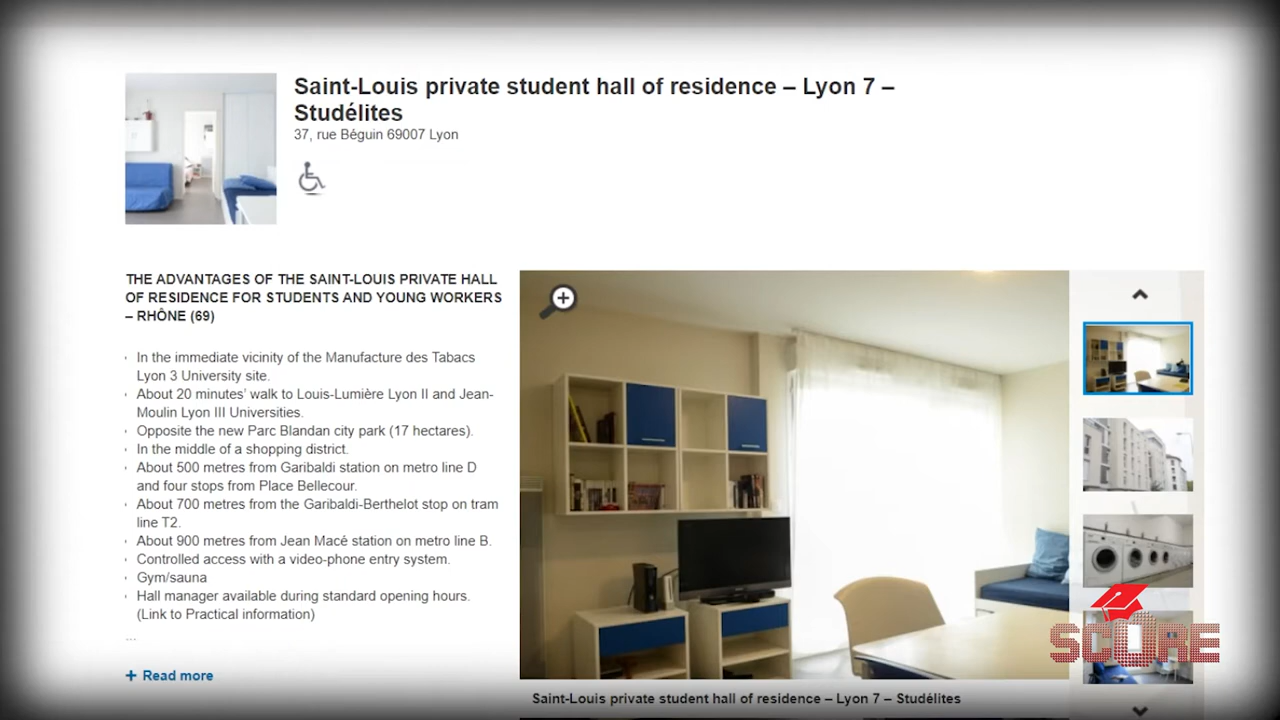 Saint-Louis private student hall of residence – Lyon 7 –
Studélites
37, rue Béguin 69007 Lyon
THE ADVANTAGES OF THE SAINT-LOUIS PRIVATE HALL
OF RESIDENCE FOR STUDENTS AND YOUNG WORKERS
– RHÔNE (69)
In the immediate vicinity of the Manufacture des Tabacs
Lyon 3 University site.
About 20 minutes' walk to Louis-Lumière Lyon II and Jean-
Moulin Lyon III Universities.
Opposite the new Parc Blandan city park (17 hectares).
In the middle of a shopping district.
About 500 metres from Garibaldi station on metro line D
and four stops from Place Bellecour.
About 700 metres from the Garibaldi-Berthelot stop on tram
line T2.
About 900 metres from Jean Macé station on metro line B.
Controlled access with a video-phone entry system.
Gym/sauna
Hall manager available during standard opening hours.
(Link to Practical information)
...
+ Read more
SCORE
Saint-Louis private student hall of residence – Lyon 7 – Studélites